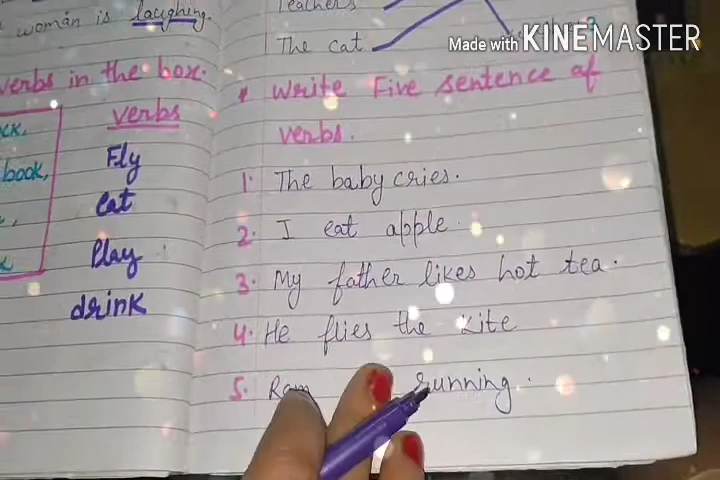 woman is laughing.
verbs in the box.
verbs
book,
Fly
eat
Play
drink
Teachers
The cat
Made with KINEMASTER
* Write Five sentence of
verbs.
1. The baby cries.
2. I eat apple.
3. My father likes hot tea.
4. He flies the kite
5. Ram running.